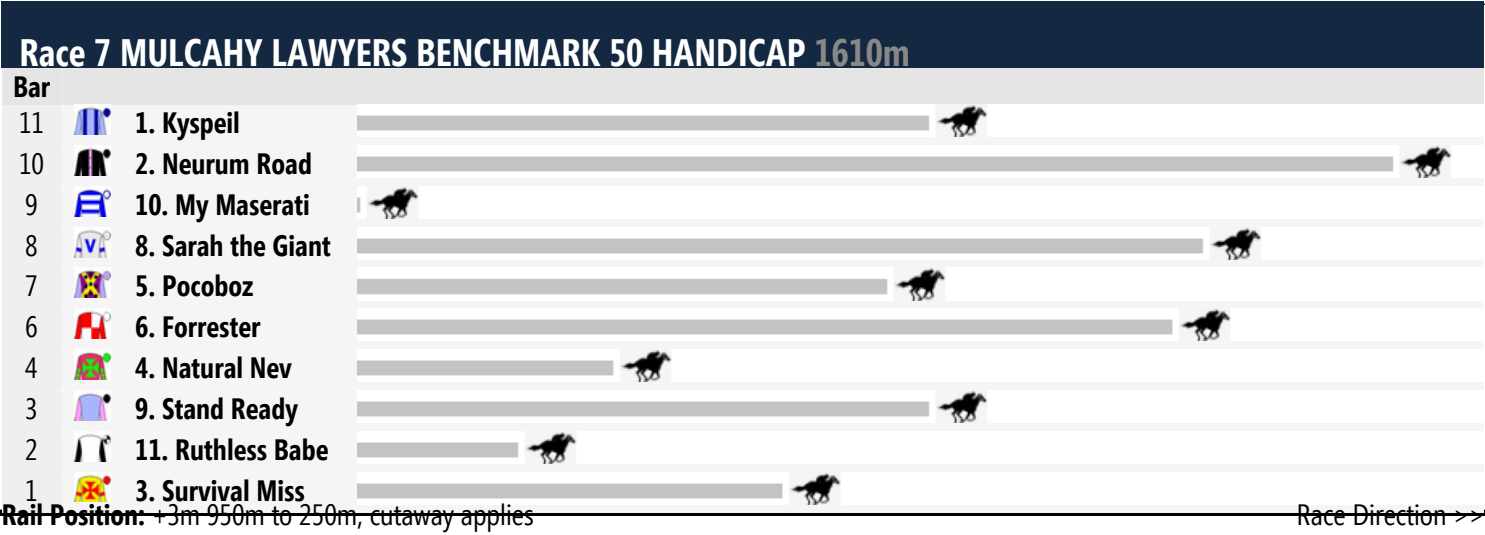 Race 7 MULCAHY LAWYERS BENCHMARK 50 HANDICAP 1610m
Bar
11 1. Kyspeil
10 2. Neurum Road
9 10. My Maserati
8 V 8. Sarah the Giant
7 5. Pocoboz
6 6. Forrester
4 4. Natural Nev
3 9. Stand Ready
2 11. Ruthless Babe
1 3. Survival Miss
Rail Position: +3m 950m to 250m, cutaway applies Race Direction >>